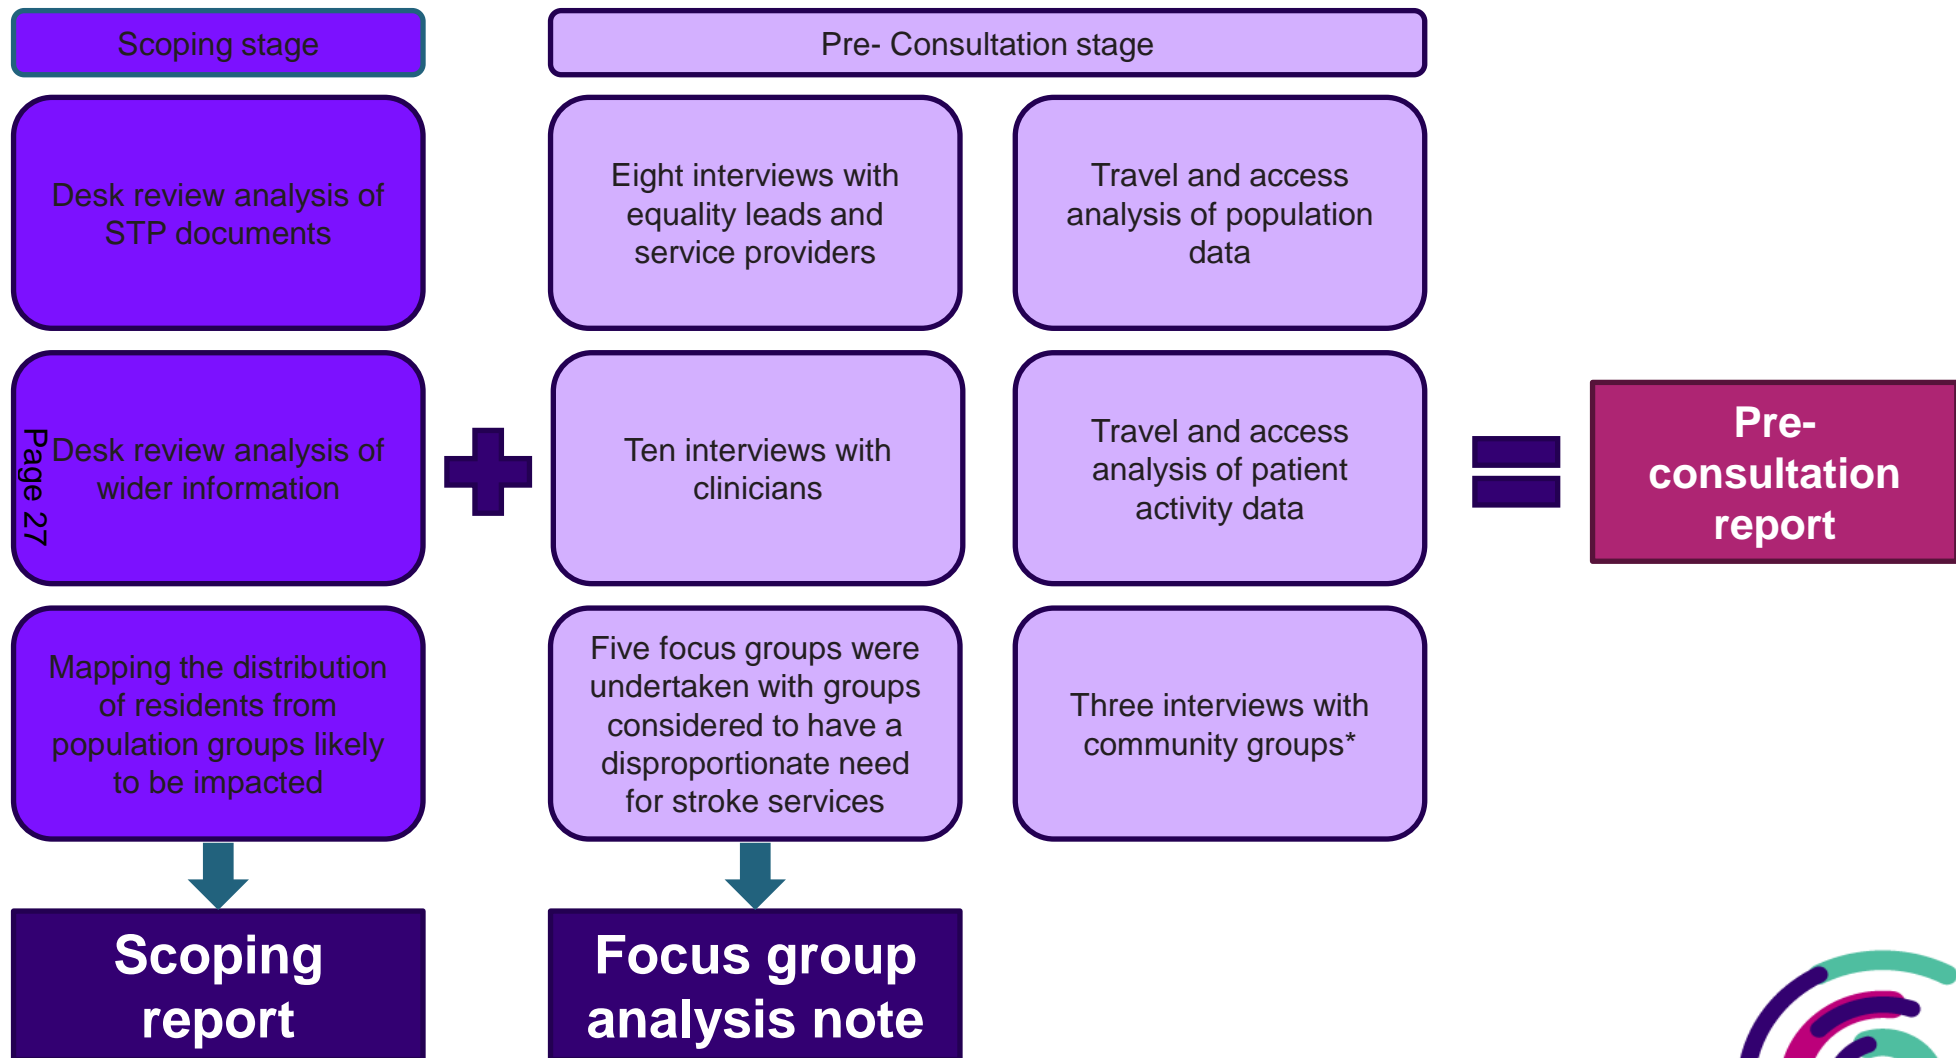 Scoping stage
Pre- Consultation stage
Desk review analysis of
STP documents
Eight interviews with
equality leads and
service providers
Travel and access
analysis of population
data
Desk review analysis of
wider information
Page 27
Ten interviews with
clinicians
Travel and access
analysis of patient
activity data
Pre-
consultation
report
Mapping the distribution
of residents from
population groups likely
to be impacted
Five focus groups were
undertaken with groups
considered to have a
disproportionate need
for stroke services
Three interviews with
community groups*
Scoping
report
Focus group
analysis note